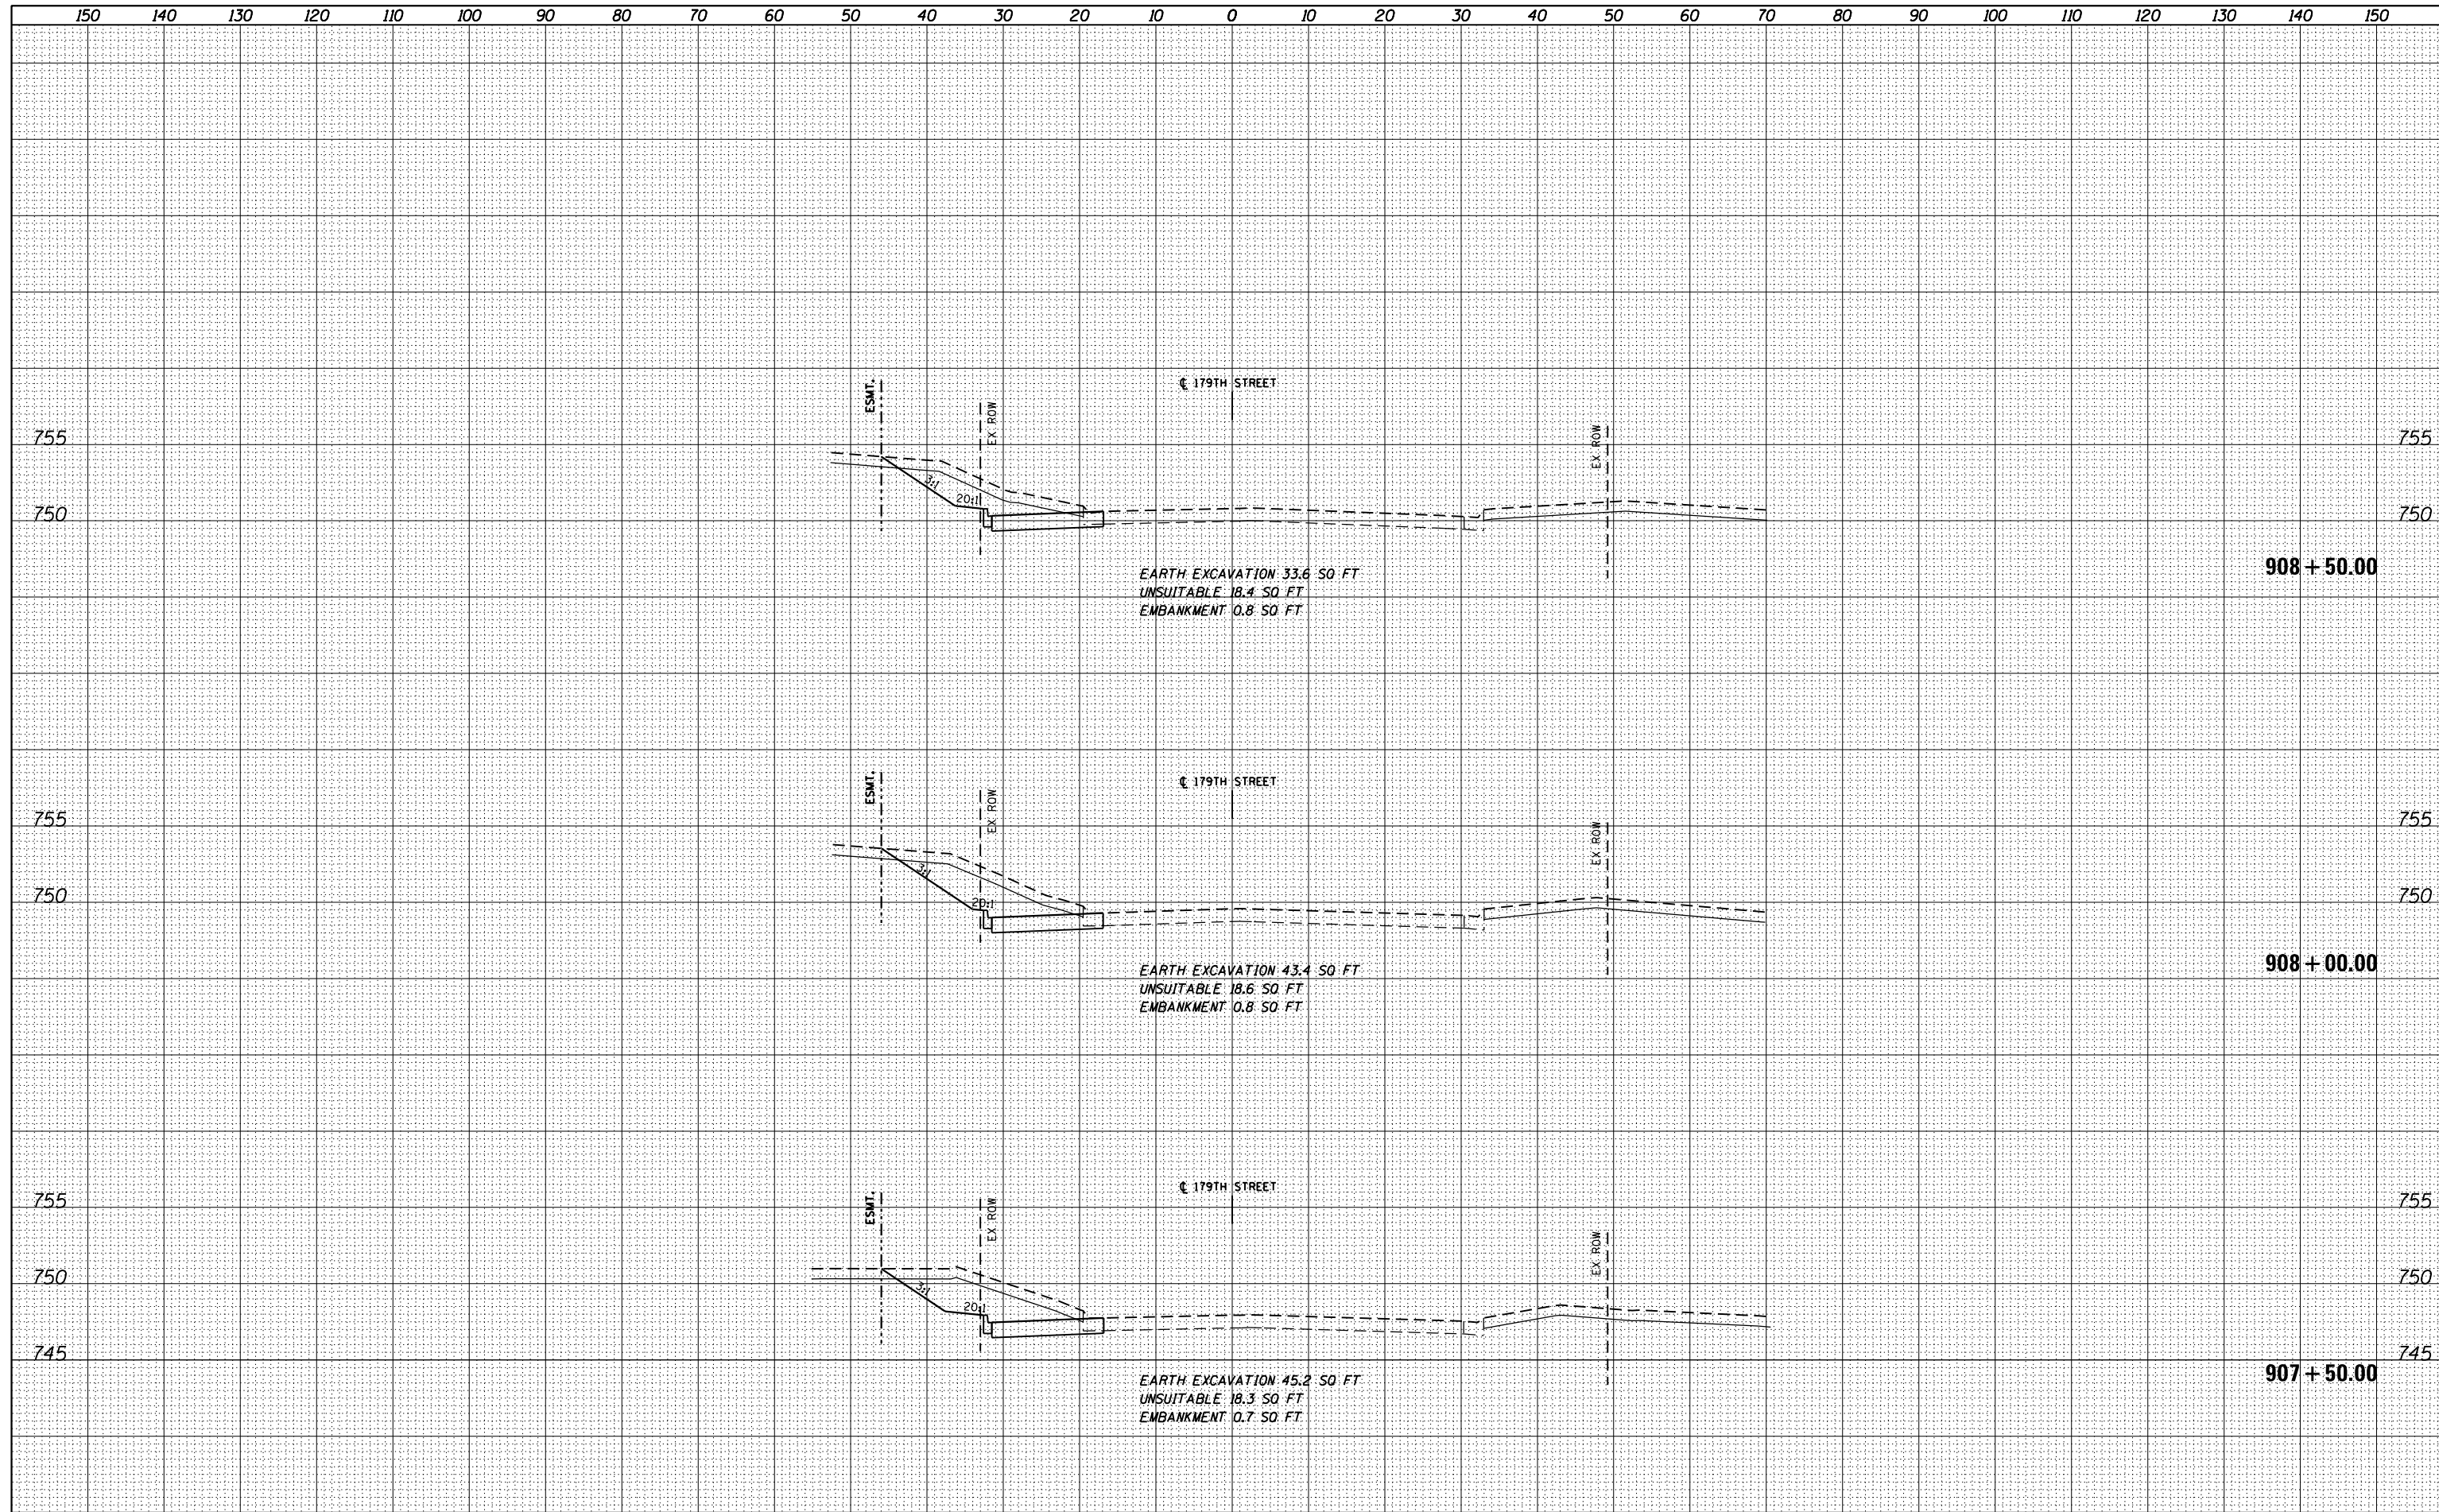 150 140 130 120 110 100 90 80 70 60 50 40 30 20 10 0 10 20 30 40 50 60 70 80 90 100 110 120 130 140 150
℄ 179TH STREET
ESMT.
EX ROW
EX ROW
755 755
3:1
20:1
750 750
908+50.00
EARTH EXCAVATION 33.6 SQ FT
UNSUITABLE 18.4 SQ FT
EMBANKMENT 0.8 SQ FT
℄ 179TH STREET
ESMT.
EX ROW
EX ROW
755 755
3:1
20:1
750 750
908+00.00
EARTH EXCAVATION 43.4 SQ FT
UNSUITABLE 18.6 SQ FT
EMBANKMENT 0.8 SQ FT
℄ 179TH STREET
ESMT.
EX ROW
EX ROW
755 755
750 750
3:1
20:1
745 745
907+50.00
EARTH EXCAVATION 45.2 SQ FT
UNSUITABLE 18.3 SQ FT
EMBANKMENT 0.7 SQ FT